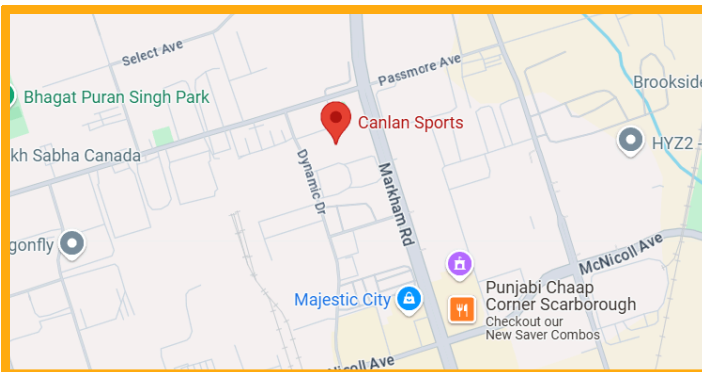 Select Ave
Passmore Ave
Brookside
Bhagat Puran Singh Park
Canlan Sports
HYZ2 -
kh Sabha Canada
Dynamic Dr
Markham Rd
gonfly
McNicoll Ave
Majestic City
Punjabi Chaap
Corner Scarborough
Checkout our
New Saver Combos
Nicoll Ave